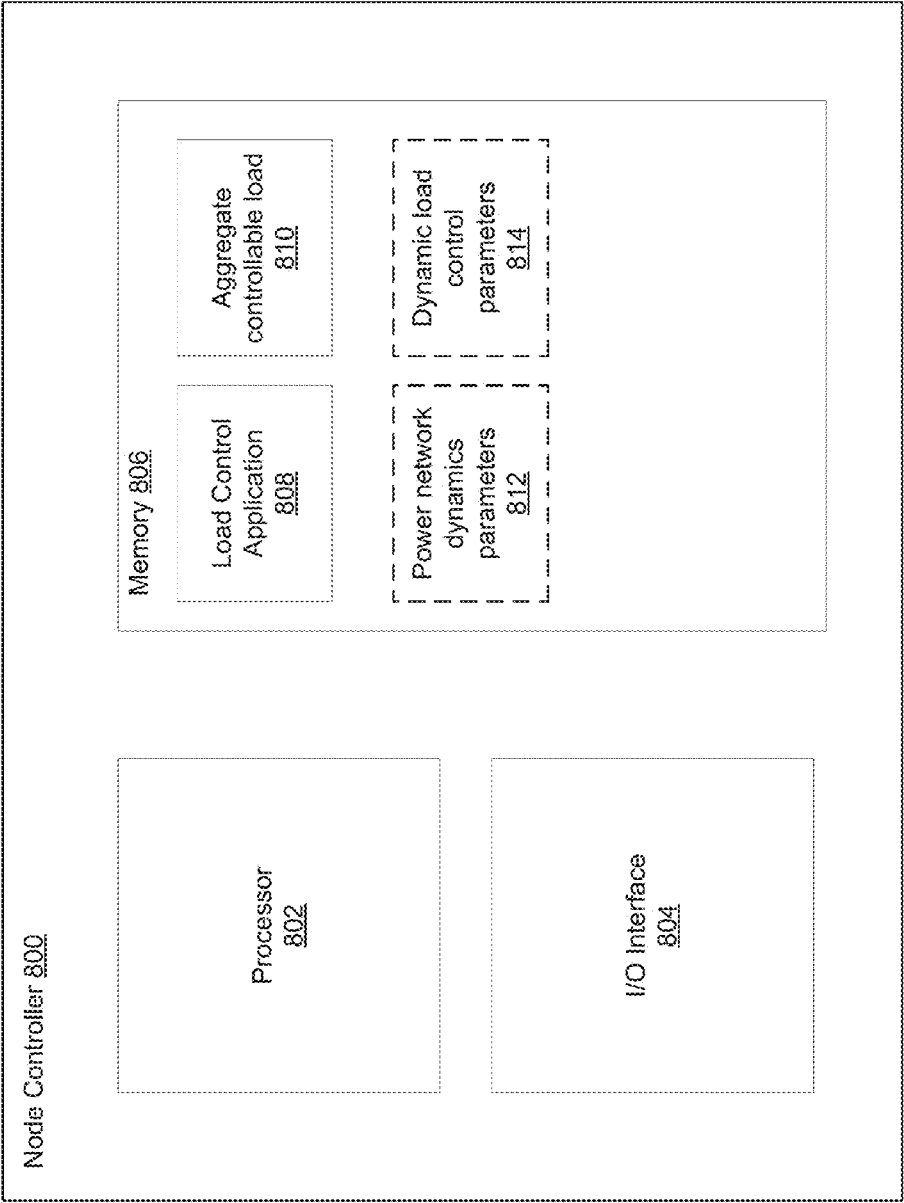 Node Controller 800
Processor
802
I/O Interface
804
Memory 806
Load Control
Application
808
Aggregate
controllable load
810
Power network
dynamics
parameters
812
Dynamic load
control
parameters
814